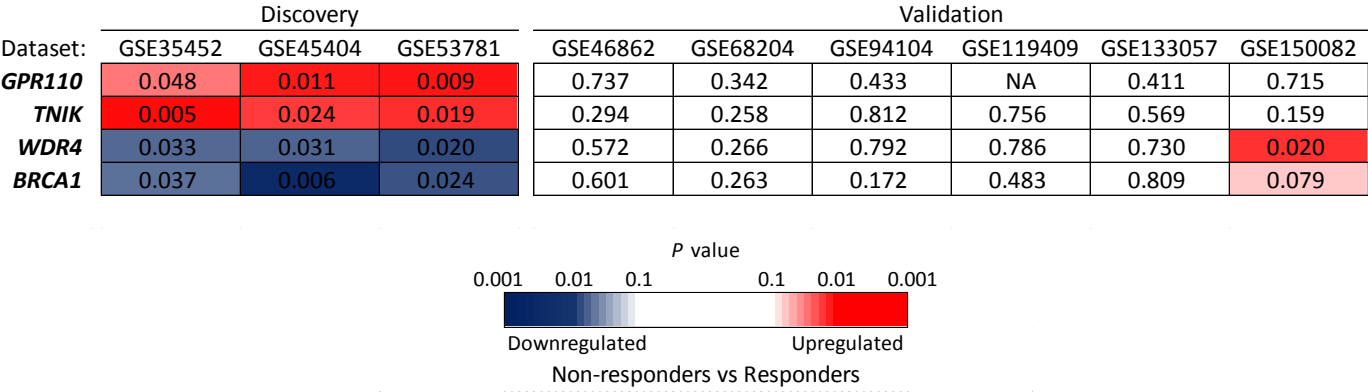 Discovery Validation
Dataset: GSE35452 GSE45404 GSE53781 GSE46862 GSE68204 GSE94104 GSE119409 GSE133057 GSE150082
GPR110 0.048 0.011 0.009 0.737 0.342 0.433 NA 0.411 0.715
TNIK 0.005 0.024 0.019 0.294 0.258 0.812 0.756 0.569 0.159
WDR4 0.033 0.031 0.020 0.572 0.266 0.792 0.786 0.730 0.020
BRCA1 0.037 0.006 0.024 0.601 0.263 0.172 0.483 0.809 0.079
P value
0.001 0.01 0.1 0.1 0.01 0.001
Downregulated Upregulated
Non-responders vs Responders